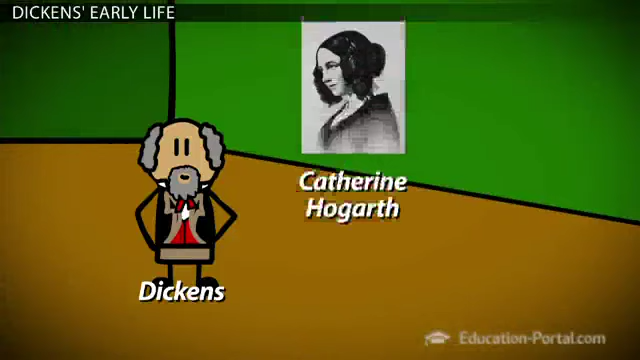 DICKENS' EARLY LIFE
Catherine
Hogarth
Dickens
Education-Portal.com